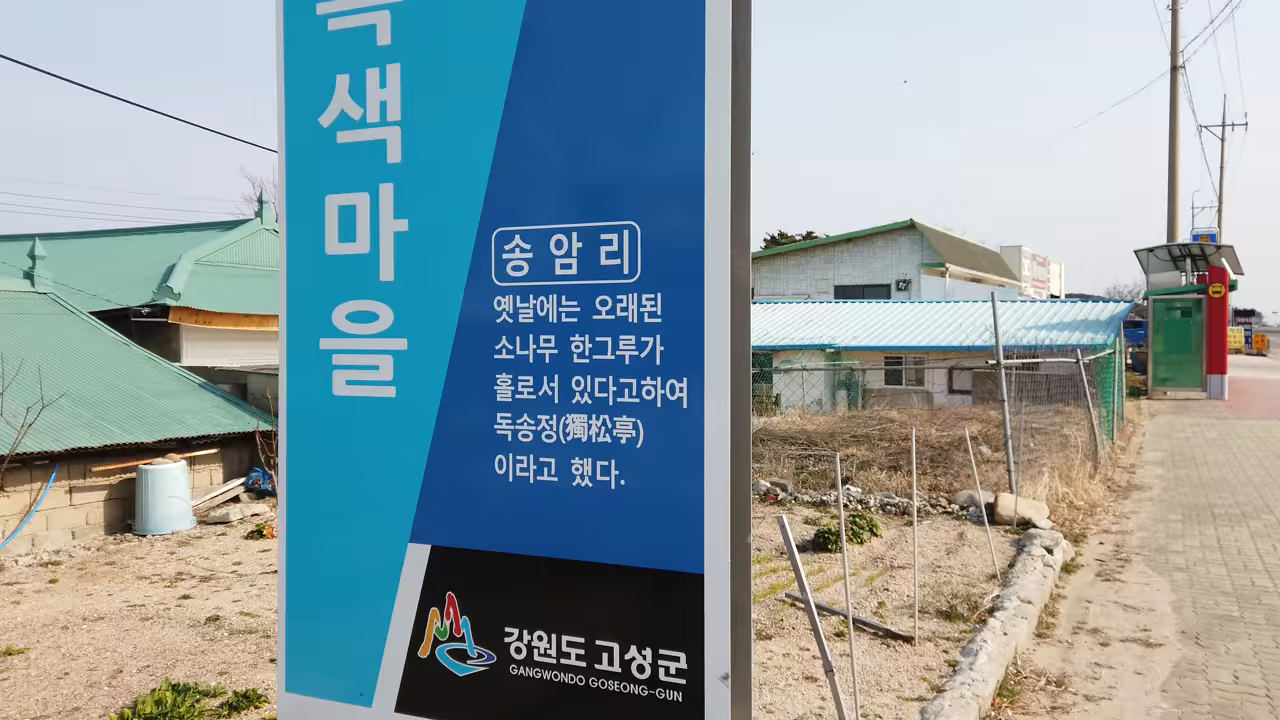 색마을
송암리
옛날에는 오래된
소나무 한그루가
홀로서 있다고하여
독송정(獨松亭)
이라고 했다.
강원도 고성군
GANGWONDO GOSEONG-GUN